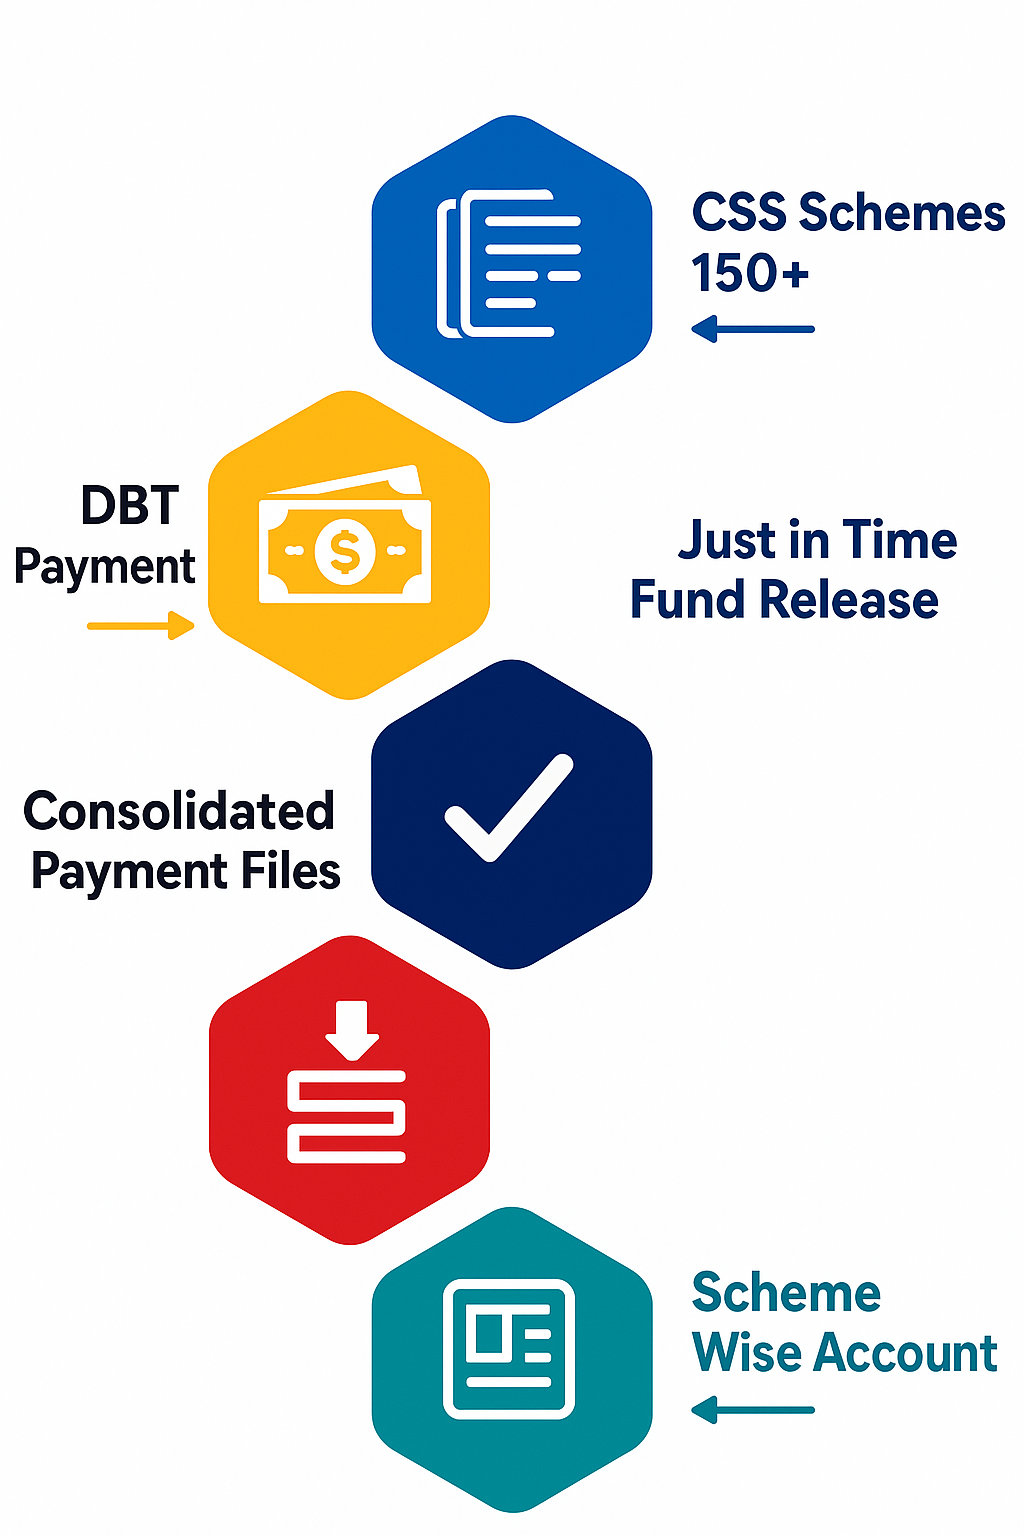 CSS Schemes
150+
DBT
Payment
Just in Time
Fund Release
Consolidated
Payment Files
Scheme
Wise Account